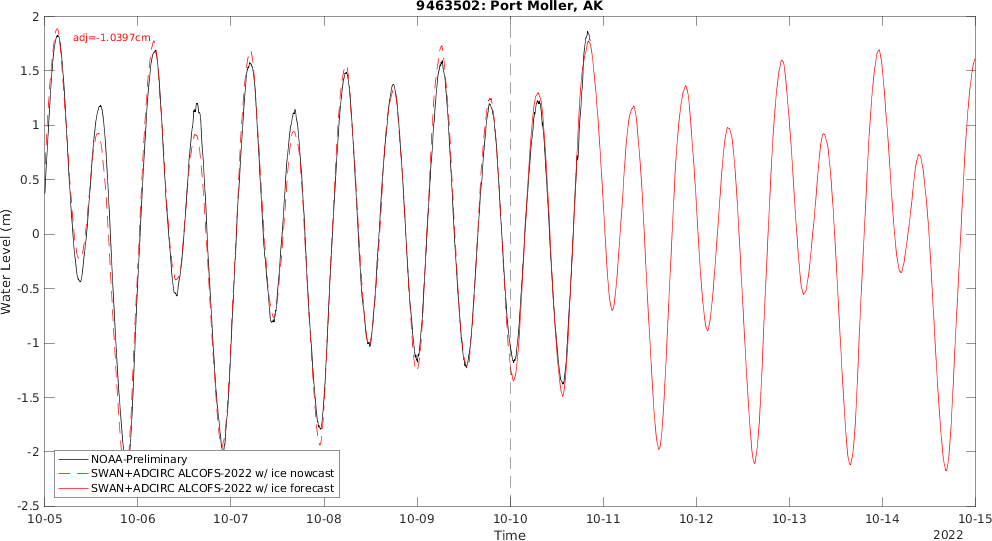 9463502: Port Moller, AK
adj=-1.0397cm
2
1.5
1
0.5
0
-0.5
-1
-1.5
-2
-2.5
Water Level (m)
NOAA-Preliminary
SWAN+ADCIRC ALCOFS-2022 w/ ice nowcast
SWAN+ADCIRC ALCOFS-2022 w/ ice forecast
10-05 10-06 10-07 10-08 10-09 10-10 10-11 10-12 10-13 10-14 10-15
Time
2022